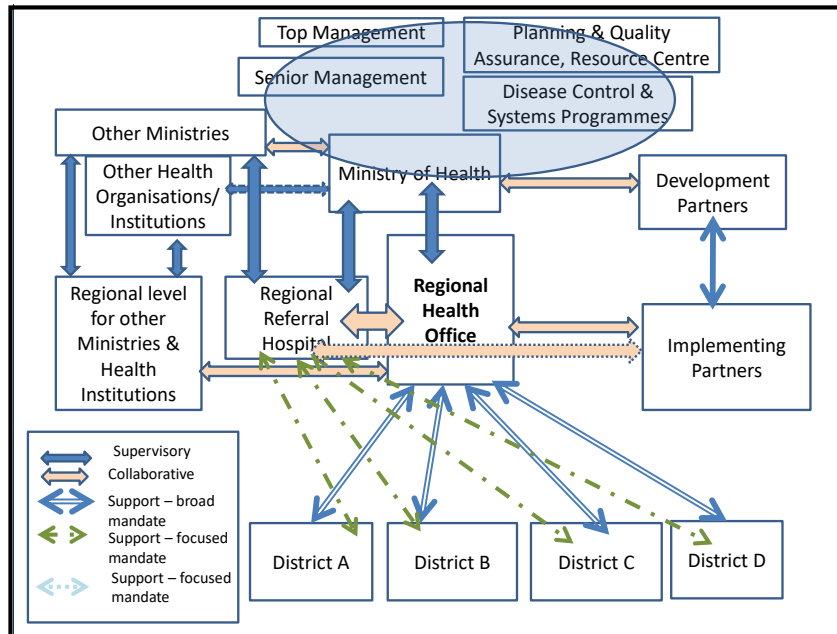 Top Management
Planning & Quality
Assurance, Resource Centre
Senior Management
Disease Control &
Systems Programmes
Other Ministries
Other Health
Organisations/
Institutions
Ministry of Health
Development
Partners
Regional level
for other
Ministries &
Health
Institutions
Regional
Referral
Hospital
Regional
Health
Office
Implementing
Partners
Supervisory
Collaborative
Support – broad
mandate
Support – focused
mandate
Support – focused
mandate
District A
District B
District C
District D